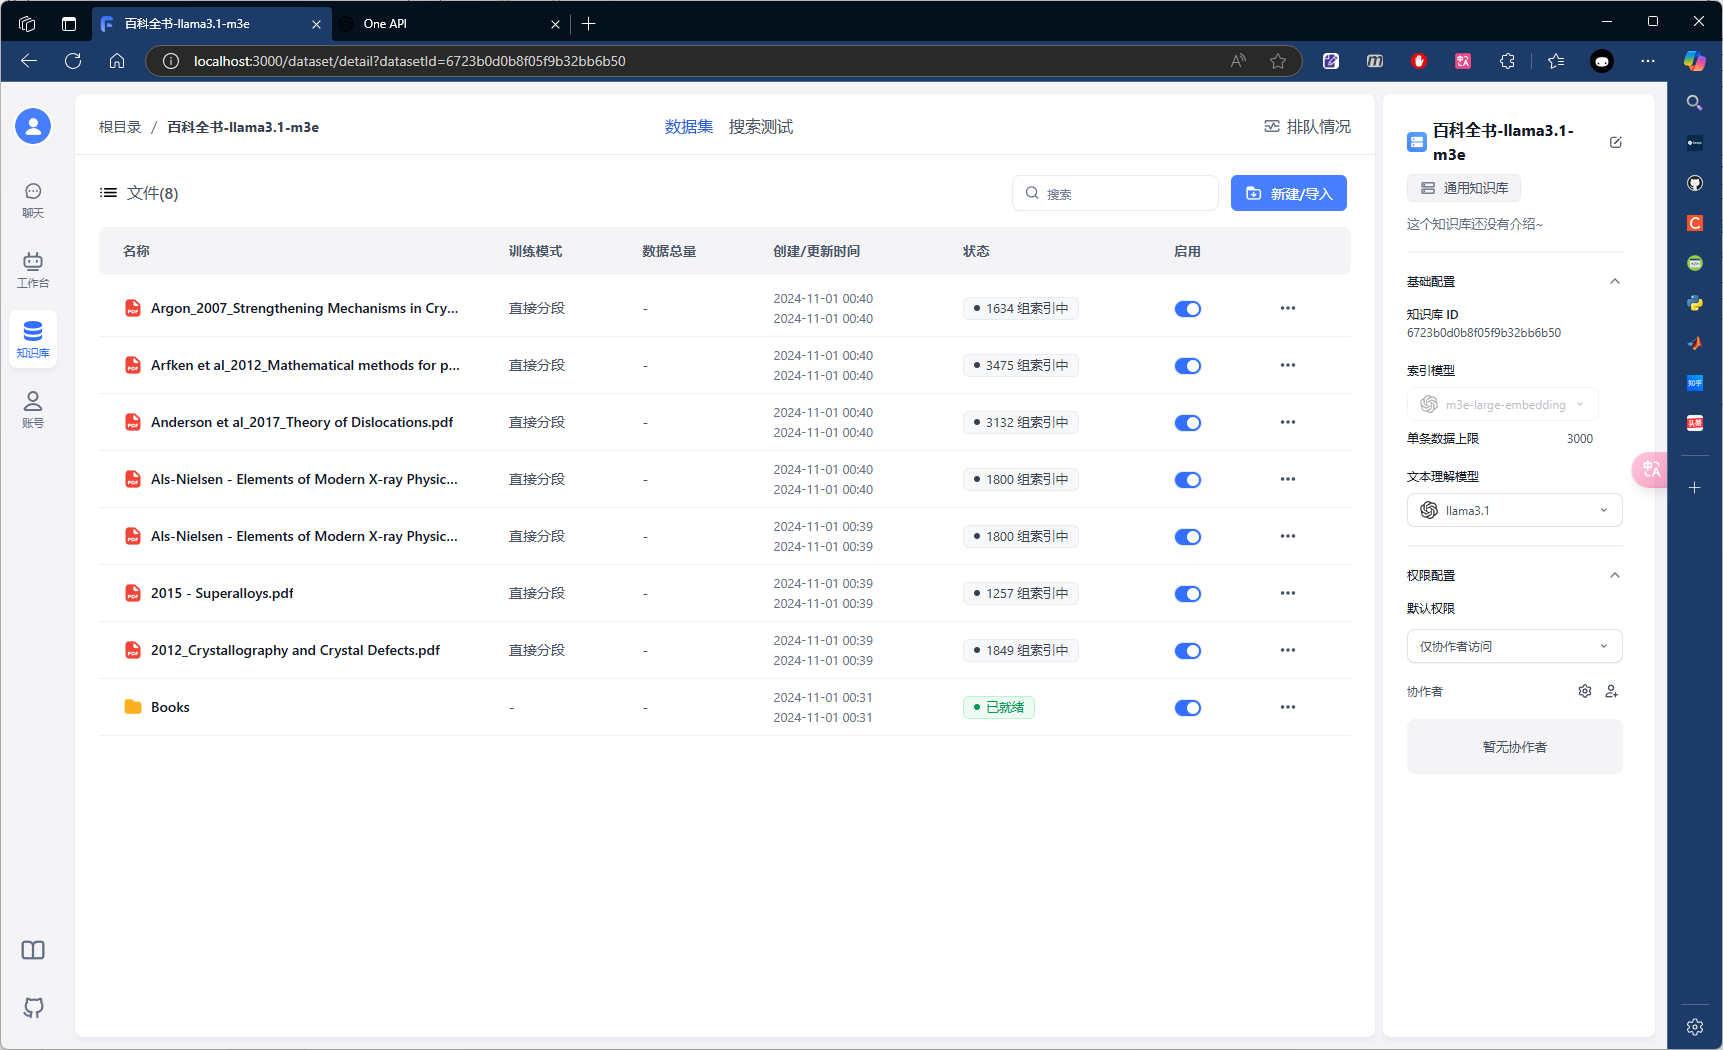 百科全书-llama3.1-m3e
One API
localhost:3000/dataset/detail?datasetId=6723b0d0b8f05f9b32bb6b50
根目录 / 百科全书-llama3.1-m3e
数据集 搜索测试
排队情况
聊天
工作台
知识库
账号
文件(8)
搜索
新建/导入
名称 训练模式 数据总量 创建/更新时间 状态 启用
Argon_2007_Strengthening Mechanisms in Cry... 直接分段 - 2024-11-01 00:40 1634 组索引中
2024-11-01 00:40
Arfken et al_2012_Mathematical methods for p... 直接分段 - 2024-11-01 00:40 3475 组索引中
2024-11-01 00:40
Anderson et al_2017_Theory of Dislocations.pdf 直接分段 - 2024-11-01 00:40 3132 组索引中
2024-11-01 00:40
Als-Nielsen - Elements of Modern X-ray Physic... 直接分段 - 2024-11-01 00:40 1800 组索引中
2024-11-01 00:40
Als-Nielsen - Elements of Modern X-ray Physic... 直接分段 - 2024-11-01 00:39 1800 组索引中
2024-11-01 00:39
2015 - Superalloys.pdf 直接分段 - 2024-11-01 00:39 1257 组索引中
2024-11-01 00:39
2012_Crystallography and Crystal Defects.pdf 直接分段 - 2024-11-01 00:39 1849 组索引中
2024-11-01 00:39
Books - - 2024-11-01 00:31 已就绪
2024-11-01 00:31
百科全书-llama3.1-
m3e
通用知识库
这个知识库还没有介绍~
基础配置
知识库 ID
6723b0d0b8f05f9b32bb6b50
索引模型
m3e-large-embedding
单条数据上限 3000
文本理解模型
llama3.1
权限配置
默认权限
仅协作者访问
协作者
暂无协作者
知乎
头条